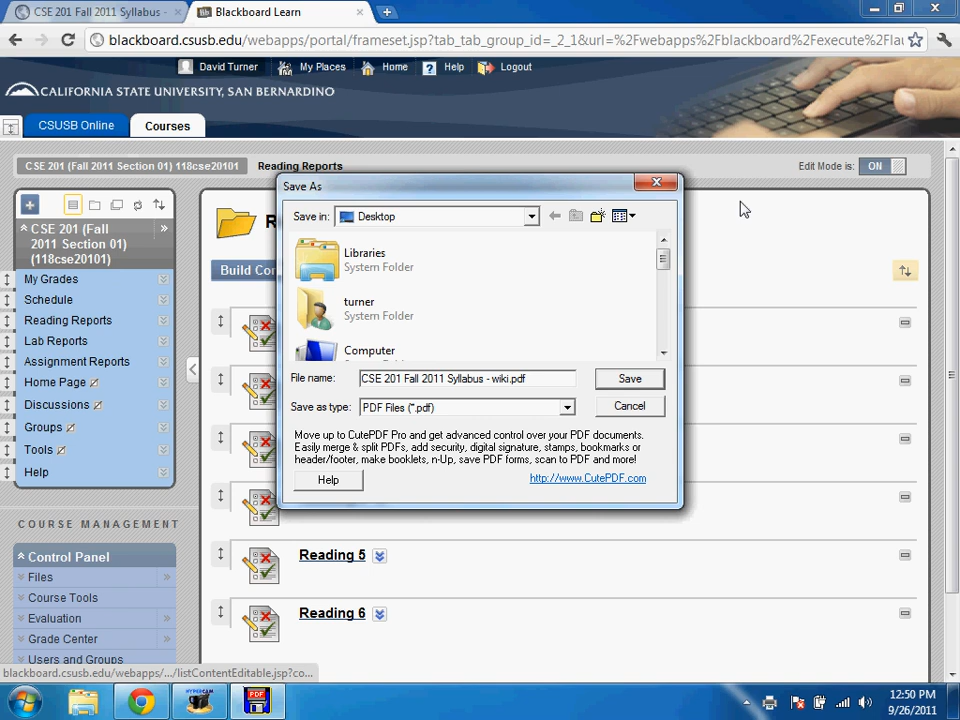 CSE 201 Fall 2011 Syllabus -
Blackboard Learn
blackboard.csusb.edu/webapps/portal/frameset.jsp?tab_tab_group_id=_2_1&url=%2Fwebapps%2Fblackboard%2Fexecute%2Flau
David Turner My Places Home Help Logout
CALIFORNIA STATE UNIVERSITY, SAN BERNARDINO
CSUSB Online Courses
CSE 201 (Fall 2011 Section 01) 118cse20101 Reading Reports Edit Mode is: ON
CSE 201 (Fall
2011 Section 01)
(118cse20101)
My Grades
Schedule
Reading Reports
Lab Reports
Assignment Reports
Home Page
Discussions
Groups
Tools
Help
COURSE MANAGEMENT
Control Panel
Files
Course Tools
Evaluation
Grade Center
Users and Groups
Build Con
Save As
Save in: Desktop
Libraries
System Folder
turner
System Folder
Computer
File name: CSE 201 Fall 2011 Syllabus - wiki.pdf Save
Save as type: PDF Files (*.pdf) Cancel
Move up to CutePDF Pro and get advanced control over your PDF documents.
Easily merge & split PDFs, add security, digital signature, stamps, bookmarks or
header/footer, make booklets, n-Up, save PDF forms, scan to PDF and more!
Help http://www.CutePDF.com
Reading 5
Reading 6
blackboard.csusb.edu/webapps/.../listContentEditable.jsp?co...
HYPERCAM
PDF
12:50 PM
9/26/2011